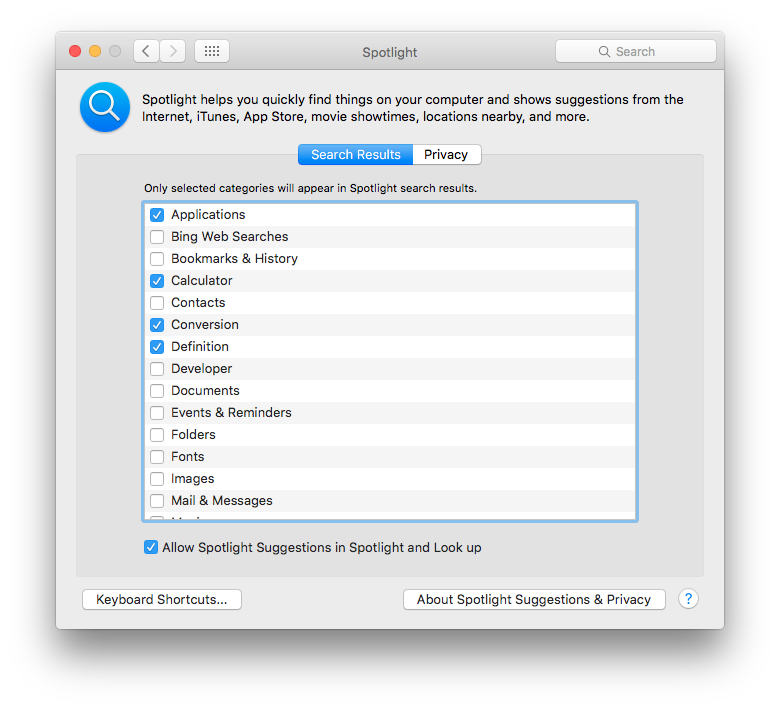 Spotlight
Search
Spotlight helps you quickly find things on your computer and shows suggestions from the
Internet, iTunes, App Store, movie showtimes, locations nearby, and more.
Search Results
Privacy
Only selected categories will appear in Spotlight search results.
Applications
Bing Web Searches
Bookmarks & History
Calculator
Contacts
Conversion
Definition
Developer
Documents
Events & Reminders
Folders
Fonts
Images
Mail & Messages
Allow Spotlight Suggestions in Spotlight and Look up
Keyboard Shortcuts...
About Spotlight Suggestions & Privacy
?